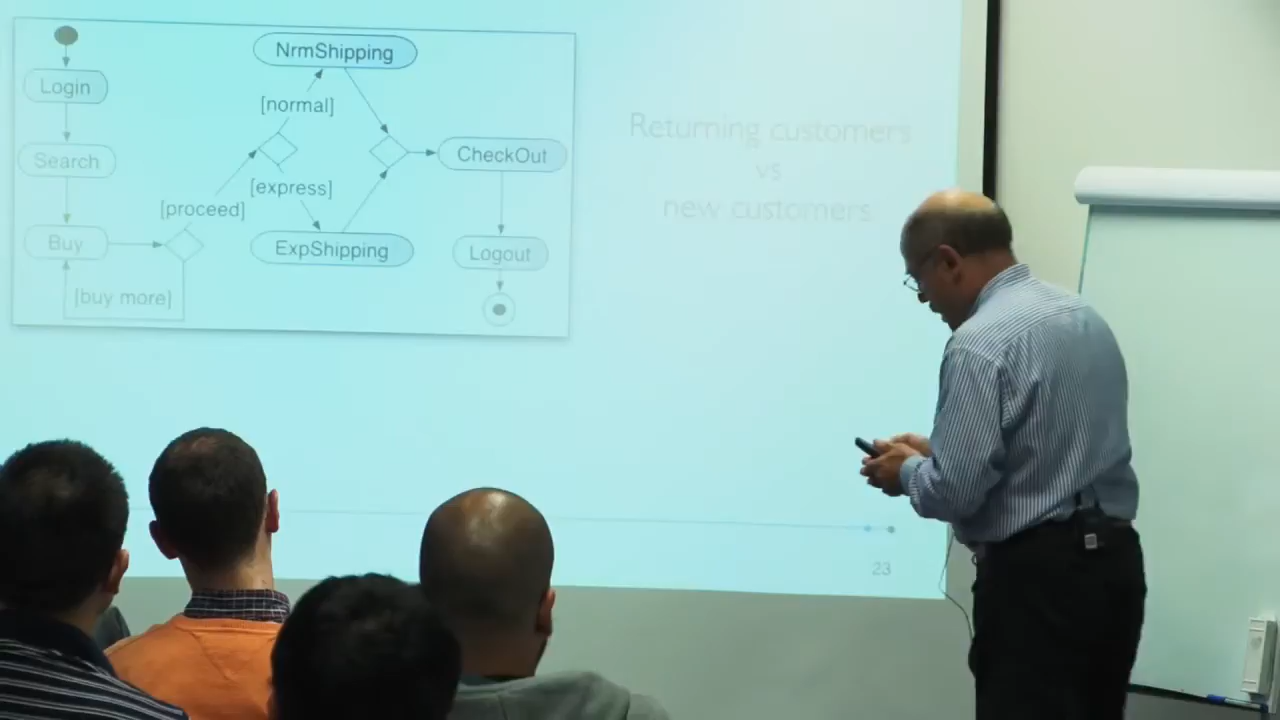 NrmShipping
Login
[normal]
Returning customers
vs
new customers
Search
CheckOut
[express]
[proceed]
Buy
ExpShipping
Logout
[buy more]
23